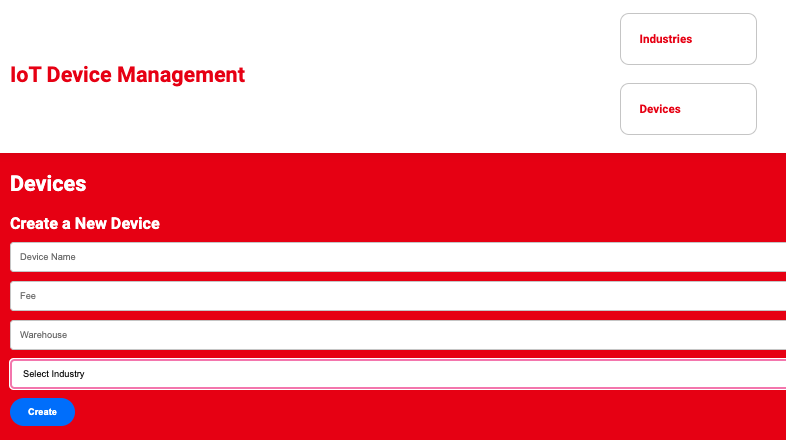 IoT Device Management
Industries
Devices
Devices
Create a New Device
Device Name
Fee
Warehouse
Select Industry
Create